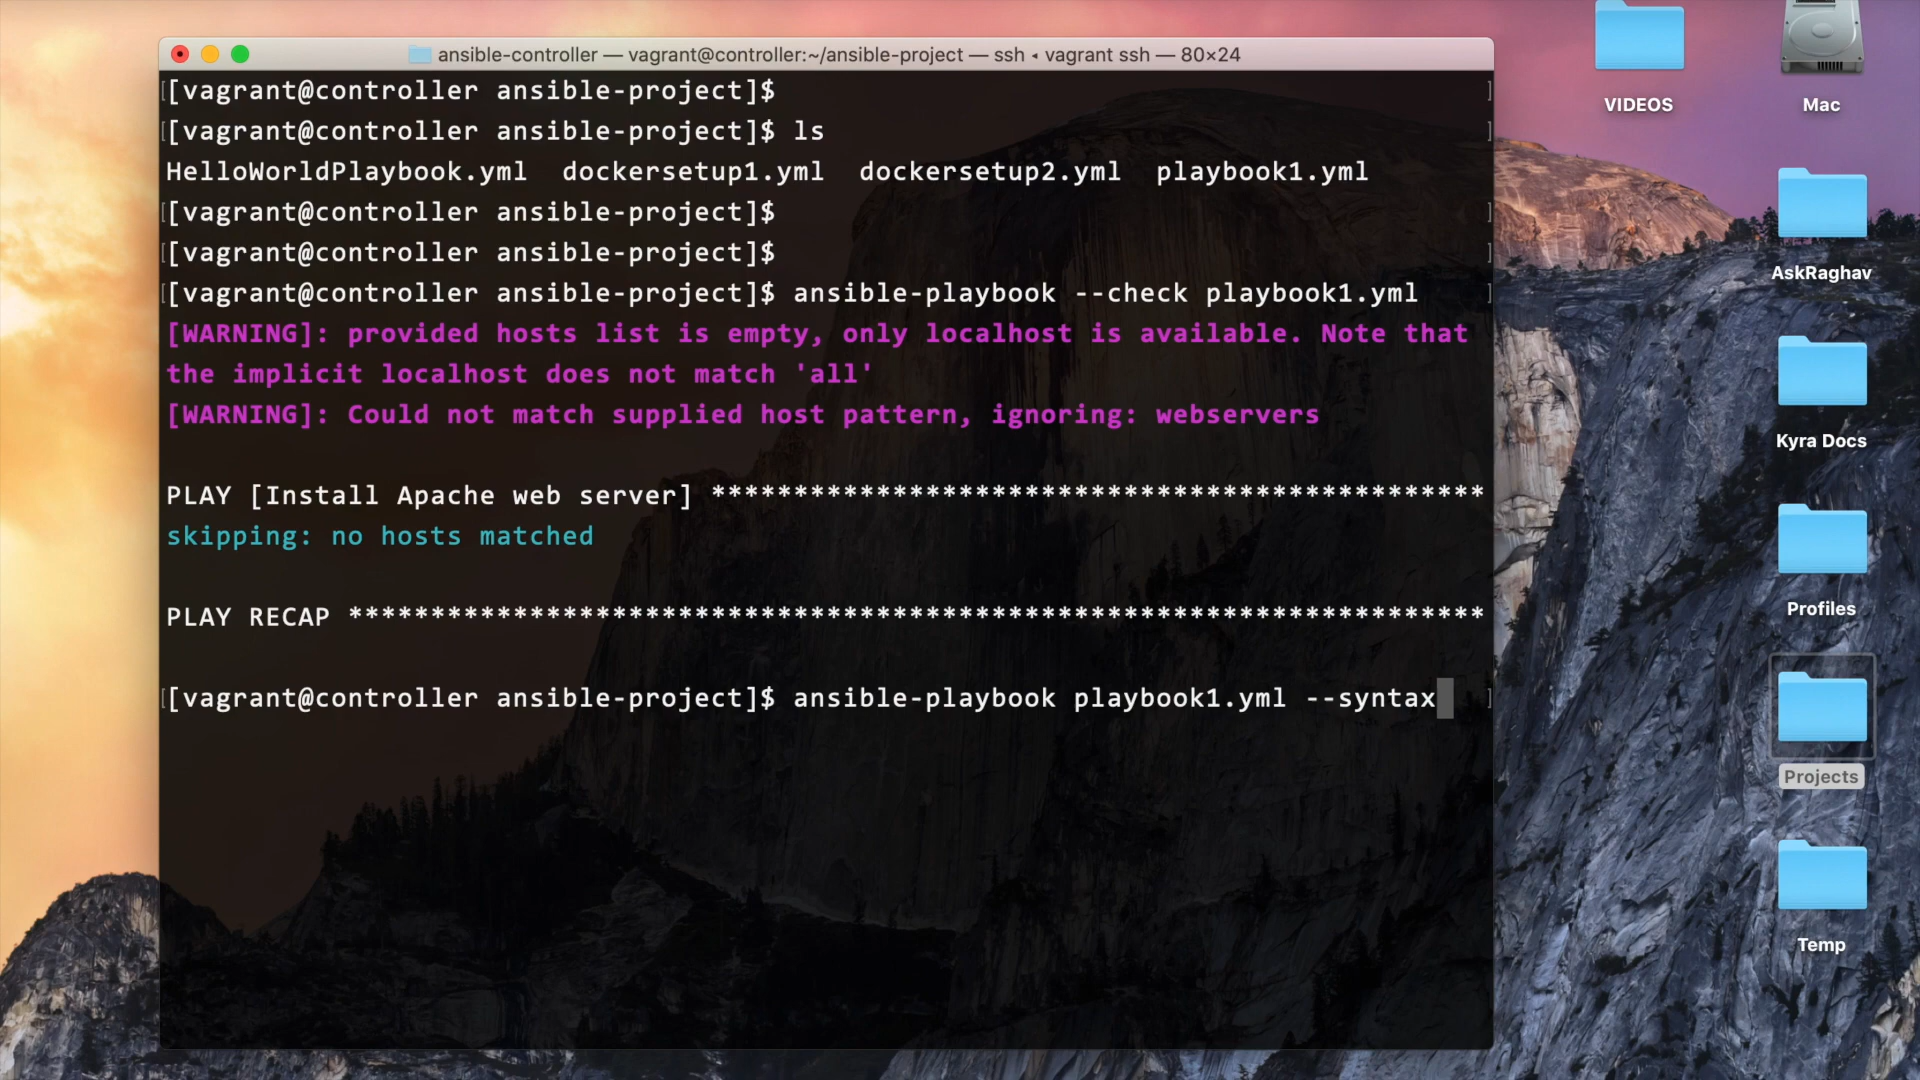 ansible-controller — vagrant@controller:~/ansible-project — ssh ◂ vagrant ssh — 80×24
[vagrant@controller ansible-project]$
[vagrant@controller ansible-project]$ ls
HelloWorldPlaybook.yml  dockersetup1.yml  dockersetup2.yml  playbook1.yml
[vagrant@controller ansible-project]$
[vagrant@controller ansible-project]$
[vagrant@controller ansible-project]$ ansible-playbook --check playbook1.yml
[WARNING]: provided hosts list is empty, only localhost is available. Note that
the implicit localhost does not match 'all'
[WARNING]: Could not match supplied host pattern, ignoring: webservers
PLAY [Install Apache web server] ***********************************************
skipping: no hosts matched
PLAY RECAP *********************************************************************
[vagrant@controller ansible-project]$ ansible-playbook playbook1.yml --syntax
VIDEOS
Mac
AskRaghav
Kyra Docs
Profiles
Projects
Temp